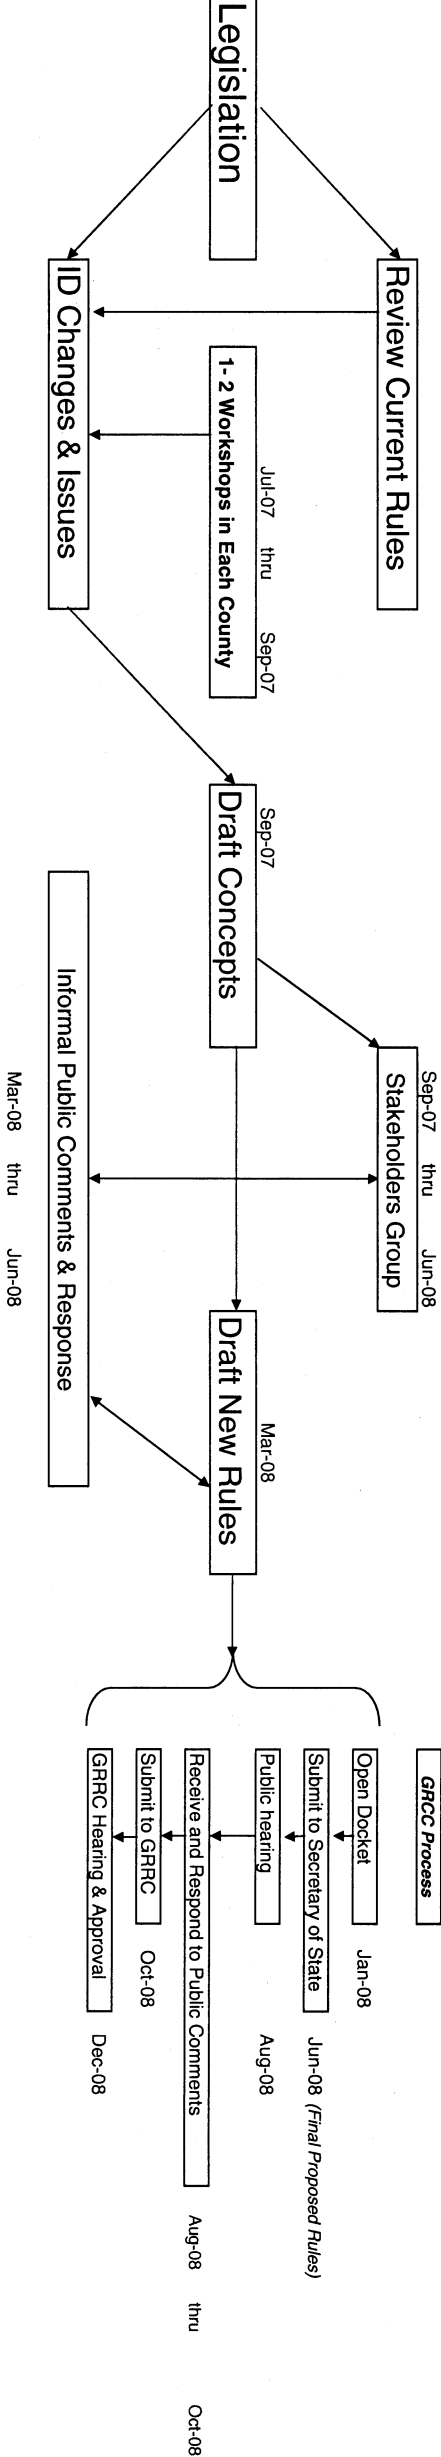 Legislation
Review Current Rules
ID Changes & Issues
Jul-07 thru Sep-07
1- 2 Workshops in Each County
Sep-07
Draft Concepts
Sep-07 thru Jun-08
Stakeholders Group
Informal Public Comments & Response
Mar-08 thru Jun-08
Mar-08
Draft New Rules
GRCC Process
Open Docket Jan-08
Submit to Secretary of State Jun-08 (Final Proposed Rules)
Public hearing Aug-08
Receive and Respond to Public Comments Aug-08 thru Oct-08
Submit to GRRC Oct-08
GRRC Hearing & Approval Dec-08